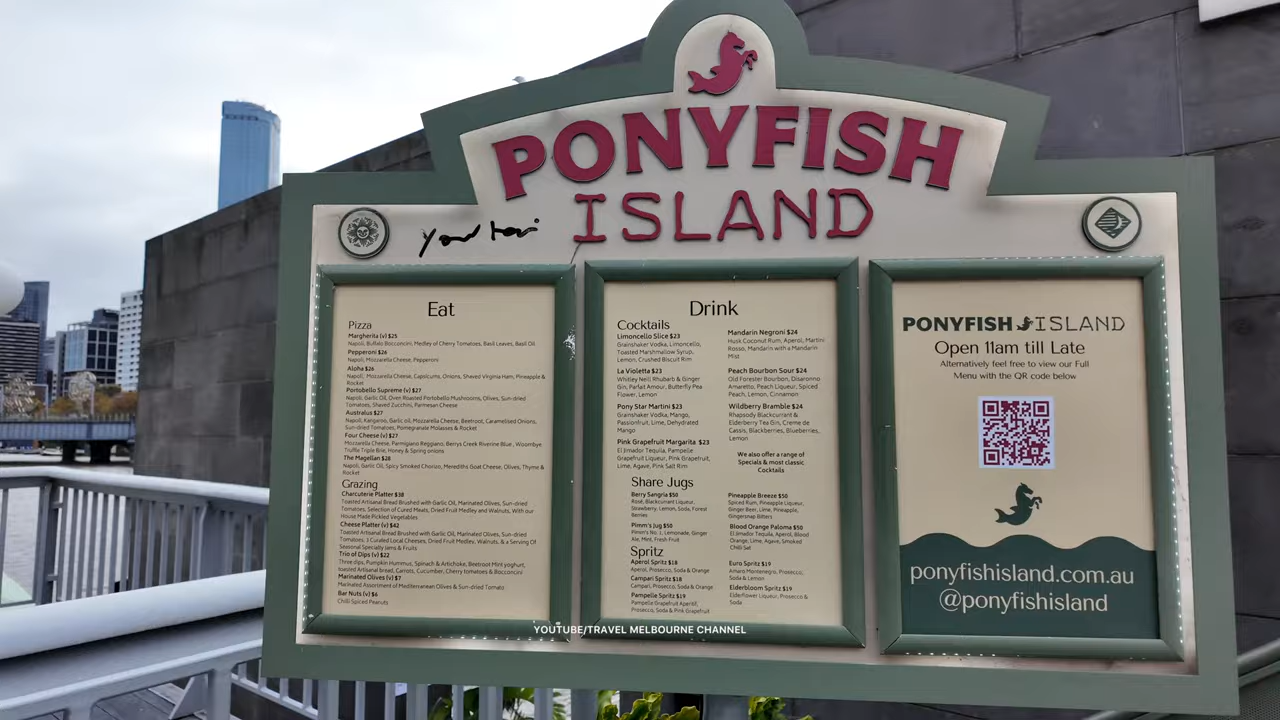 PONYFISH
ISLAND
Eat
Pizza
Margherita (v) $25
Napoli, Buffalo Bocconcini, Medley of Cherry Tomatoes, Basil Leaves, Basil Oil
Pepperoni $26
Napoli, Mozzarella Cheese, Pepperoni
Aloha $26
Napoli, Mozzarella Cheese, Capsicums, Onions, Shaved Virginia Ham, Pineapple &
Rocket
Portobello Supreme (v) $27
Napoli, Garlic Oil, Oven Roasted Portobello Mushrooms, Olives, Sun-dried
Tomatoes, Shaved Zucchini, Parmesan Cheese
Australus $27
Napoli, Kangaroo, Garlic oil, Mozzarella Cheese, Beetroot, Caramelised Onions,
Sun-dried Tomatoes, Pomegranate Molasses & Rocket
Four Cheese (v) $27
Mozzarella Cheese, Parmigiano Reggiano, Berrys Creek Riverine Blue, Woombye
Truffle Triple Brie, Honey & Spring onions
The Magellan $28
Napoli, Garlic Oil, Spicy Smoked Chorizo, Merediths Goat Cheese, Olives, Thyme &
Rocket
Grazing
Charcuterie Platter $38
Toasted Artisanal Bread Brushed with Garlic Oil, Marinated Olives, Sun-dried
Tomatoes, Selection of Cured Meats, Dried Fruit Medley and Walnuts, With our
House Made Pickled Vegetables
Cheese Platter (v) $42
Toasted Artisanal Bread Brushed with Garlic Oil, Marinated Olives, Sun-dried
Tomatoes, 3 Curated Local Cheeses, Dried Fruit Medley, Walnuts, & a Serving Of
Seasonal Specialty Jams & Fruits
Trio of Dips (v) $22
Three dips, Pumpkin Hummus, Spinach & Artichoke, Beetroot Mint yoghurt,
toasted Artisanal Bread, Carrots, Cucumber, Cherry Tomatoes & Bocconcini
Marinated Olives (v) $7
Marinated Assortment of Mediterranean Olives & Sun-dried Tomato
Bar Nuts (v) $6
Chilli Spiced Peanuts
Drink
Cocktails
Limoncello Slice $23
Grainshaker Vodka, Limoncello,
Toasted Marshmallow Syrup,
Lemon, Crushed Biscuit Rim
La Violetta $23
Whitley Neill Rhubarb & Ginger
Gin, Parfait Amour, Butterfly Pea
Flower, Lemon
Pony Star Martini $23
Grainshaker Vodka, Mango,
Passionfruit, Lime, Dehydrated
Mango
Pink Grapefruit Margarita $23
El Jimador Tequila, Pampelle
Grapefruit Liqueur, Pink Grapefruit,
Lime, Agave, Pink Salt Rim
Mandarin Negroni $24
Husk Coconut Rum, Aperol, Martini
Rosso, Mandarin with a Mandarin
Mist
Peach Bourbon Sour $24
Old Forester Bourbon, Disaronno
Amaretto, Peach Liqueur, Spiced
Peach, Lemon, Cinnamon
Wildberry Bramble $24
Rhapsody Blackcurrant &
Elderberry Tea Gin, Creme de
Cassis, Blackberries, Blueberries,
Lemon
We also offer a range of
Specials & most classic
Cocktails
Share Jugs
Berry Sangria $50
Rosé, Blackcurrant Liqueur,
Strawberry, Lemon, Soda, Forest
Berries
Pimm's Jug $50
Pimm's No. 1, Lemonade, Ginger
Ale, Mint, Fresh Fruit
Pineapple Breeze $50
Spiced Rum, Pineapple Liqueur,
Ginger Beer, Lime, Pineapple,
Gingersnap Bitters
Blood Orange Paloma $50
El Jimador Tequila, Aperol, Blood
Orange, Lime, Agave, Smoked
Chilli Salt
Spritz
Aperol Spritz $18
Aperol, Prosecco, Soda & Orange
Campari Spritz $18
Campari, Prosecco, Soda & Orange
Pampelle Spritz $19
Pampelle Grapefruit Aperitif,
Prosecco, Soda & Pink Grapefruit
Euro Spritz $19
Amaro Montenegro, Prosecco,
Soda & Lemon
Elderbloom Spritz $19
Elderflower Liqueur, Prosecco &
Soda
PONYFISH ISLAND
Open 11am till Late
Alternatively feel free to view our Full
Menu with the QR code below
ponyfishisland.com.au
@ponyfishisland
YOUTUBE/TRAVEL MELBOURNE CHANNEL